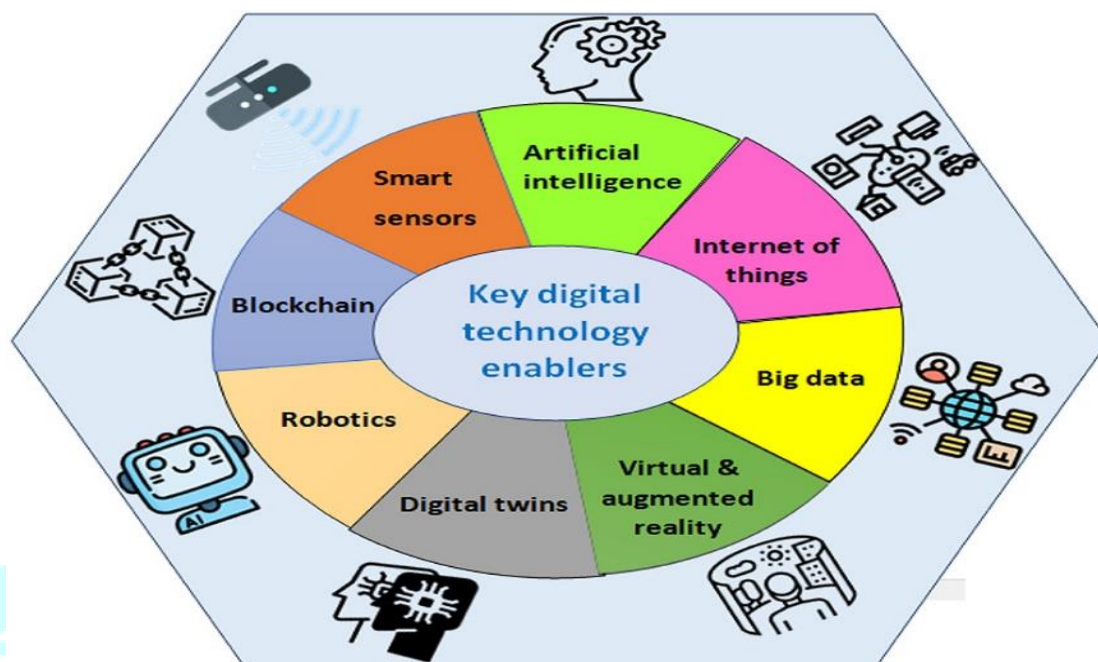 Artificial
intelligence
Internet of
things
Big data
Virtual &
augmented
reality
Digital twins
Robotics
Blockchain
Smart
sensors
Key digital
technology
enablers
AI